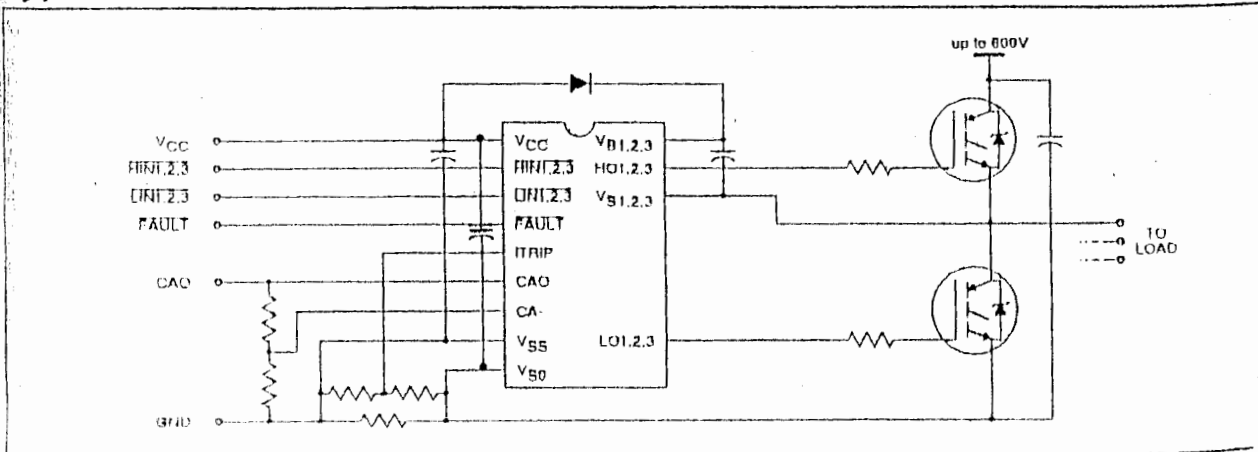 up to 600V
VCC
HIN1,2,3
LIN1,2,3
FAULT
CAO
GND
VCC
HIN1,2,3
LIN1,2,3
FAULT
ITRIP
CAO
CA-
VSS
VS0
VB1,2,3
HO1,2,3
VS1,2,3
LO1,2,3
TO
LOAD